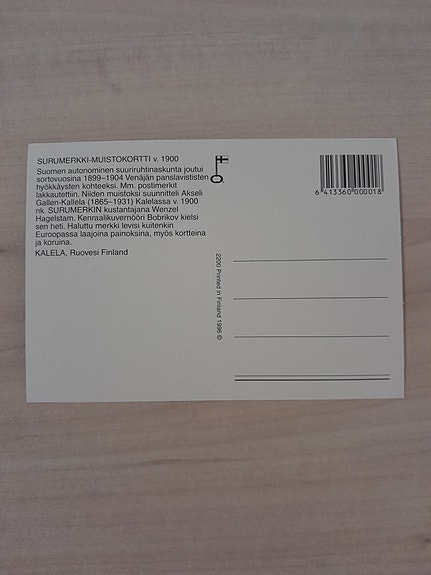 SURUMERKKI-MUISTOKORTTI v. 1900
Suomen autonominen suuriruhtinaskunta joutui
sortovuosina 1899–1904 Venäjän panslavististen
hyökkäysten kohteeksi. Mm. postimerkit
lakkautettiin. Niiden muistoksi suunnitteli Akseli
Gallen-Kallela (1865–1931) Kalelassa v. 1900
nk. SURUMERKIN kustantajana Wenzel
Hagelstam. Kenraalikuvernööri Bobrikov kielsi
sen heti. Haluttu merkki levisi kuitenkin
Euroopassa laajoina painoksina, myös kortteina
ja koruina.
KALELA, Ruovesi Finland
2200 Printed in Finland 1996 ©
6 413360 000018